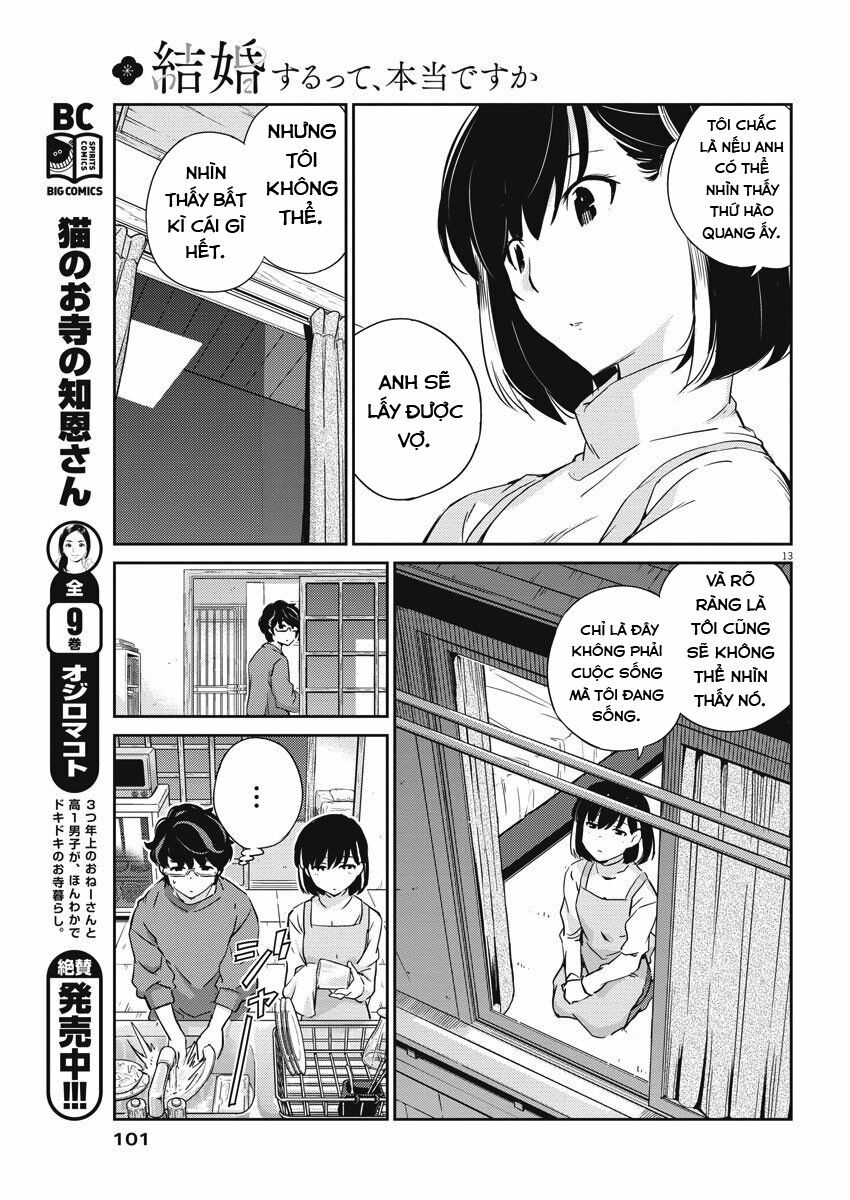 結婚するって、本当ですか
TÔI CHẮC
LÀ NẾU ANH
CÓ THỂ
NHÌN THẤY
THỨ HÀO
QUANG ẤY.
ANH SẼ
LẤY ĐƯỢC
VỢ.
NHƯNG
TÔI
KHÔNG
THỂ.
NHÌN
THẤY BẤT
KÌ CÁI GÌ
HẾT.
13
VÀ RÕ
RÀNG LÀ
TÔI CŨNG
SẼ KHÔNG
THỂ NHÌN
THẤY NÓ.
CHỈ LÀ ĐÂY
KHÔNG PHẢI
CUỘC SỐNG
MÀ TÔI ĐANG
SỐNG.
...
ジャー
BC
SPIRITS
COMICS
BIG COMICS
猫のお寺の知恩さん
全
9
巻
オジロマコト
3つ年上のおねーさんと
高1男子が、ほんわかで
ドキドキのお寺暮らし。
絶賛
発売中!!!
101